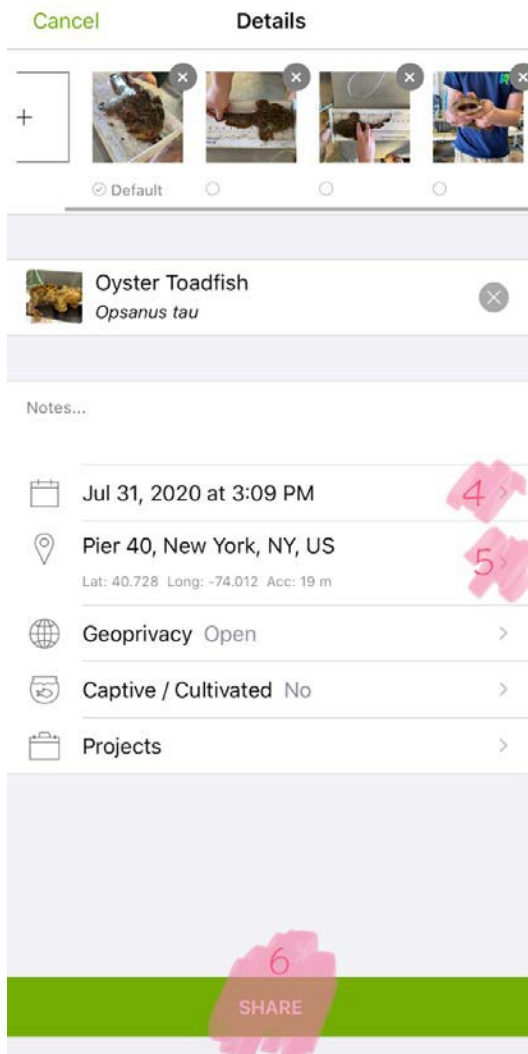 Cancel Details
Default
Oyster Toadfish
Opsanus tau
Notes...
Jul 31, 2020 at 3:09 PM 4
Pier 40, New York, NY, US
Lat: 40.728 Long: -74.012 Acc: 19 m 5
Geoprivacy Open
Captive / Cultivated No
Projects
6
SHARE